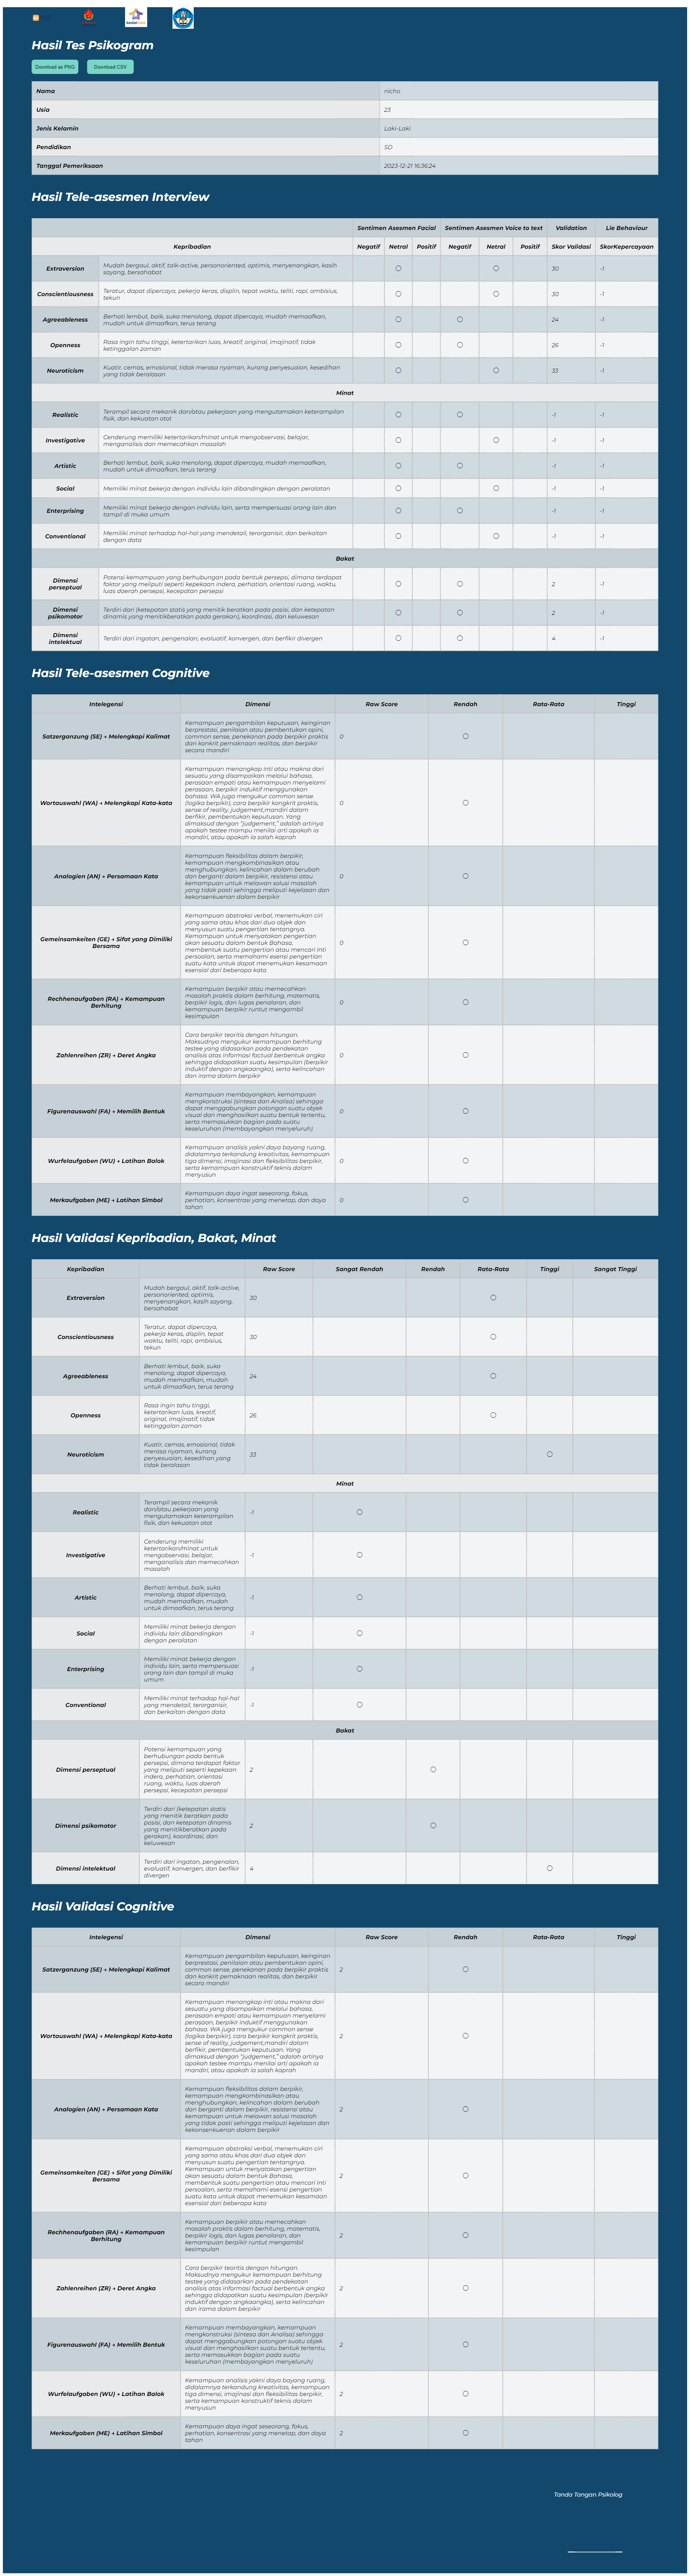 Hasil Tes Psikogram
Download as PNG Download CSV
Nama nicho
Usia 23
Jenis Kelamin Laki-Laki
Pendidikan SD
Tanggal Pemeriksaan 2023-12-21 16:36:24
Hasil Tele-asesmen Interview
Sentimen Asesmen Facial Sentimen Asesmen Voice to text Validation Lie Behaviour
Kepribadian Negatif Netral Positif Negatif Netral Positif Skor Validasi SkorKepercayaan
Extraversion Mudah bergaul, aktif, talk-active, personoriented, optimis, menyenangkan, kasih
sayang, bersahabat 30 -1
Conscientiousness Teratur, dapat dipercaya, pekerja keras, displin, tepat waktu, teliti, rapi, ambisius,
tekun 30 -1
Agreeableness Berhati lembut, baik, suka menolong, dapat dipercaya, mudah memaafkan,
mudah untuk dimaafkan, terus terang 24 -1
Openness Rasa ingin tahu tinggi, ketertarikan luas, kreatif, original, imajinatif, tidak
ketinggalan zaman 26 -1
Neuroticism Kuatir, cemas, emosional, tidak merasa nyaman, kurang penyesuaian, kesedihan
yang tidak beralasan 33 -1
Minat
Realistic Terampil secara mekanik dan/atau pekerjaan yang mengutamakan keterampilan
fisik, dan kekuatan otot -1 -1
Investigative Cenderung memiliki ketertarikan/minat untuk mengobservasi, belajar,
menganalisis dan memecahkan masalah -1 -1
Artistic Berhati lembut, baik, suka menolong, dapat dipercaya, mudah memaafkan,
mudah untuk dimaafkan, terus terang -1 -1
Social Memiliki minat bekerja dengan individu lain dibandingkan dengan peralatan -1 -1
Enterprising Memiliki minat bekerja dengan individu lain, serta mempersuasi orang lain dan
tampil di muka umum -1 -1
Conventional Memiliki minat terhadap hal-hal yang mendetail, terorganisir, dan berkaitan
dengan data -1 -1
Bakat
Dimensi perseptual Potensi kemampuan yang berhubungan pada bentuk persepsi, dimana terdapat
faktor yang meliputi seperti kepekaan indera, perhatian, orientasi ruang, waktu,
luas daerah persepsi, kecepatan persepsi 2 -1
Dimensi psikomotor Terdiri dari (ketepatan statis yang menitik beratkan pada posisi, dan ketepatan
dinamis yang menitikberatkan pada gerakan), koordinasi, dan keluwesan 2 -1
Dimensi intelektual Terdiri dari ingatan, pengenalan, evaluatif, konvergen, dan berfikir divergen 4 -1
Hasil Tele-asesmen Cognitive
Intelegensi Dimensi Raw Score Rendah Rata-Rata Tinggi
Satzerganzung (SE) + Melengkapi Kalimat 0
Kemampuan pengambilan keputusan, keinginan
berprestasi, penilaian atau pembentukan opini,
common sense, penekanan pada berpikir praktis
dan konkrit pemaknaan realitas, dan berpikir
secara mandiri
Wortauswahl (WA) + Melengkapi Kata-kata 0
Kemampuan menangkap inti atau makna dari
sesuatu yang disampaikan melalui bahasa,
perasaan empati atau kemampuan menyelami
perasaan, berpikir induktif menggunakan
bahasa. WA juga mengukur common sense
(logika berpikir), cara berpikir kongkrit praktis,
sense of reality, judgement,mandiri dalam
berfikir, pembentukan keputusan. Yang
dimaksud dengan "judgement," adalah artinya
apakah testee mampu menilai arti apakah ia
mandiri, atau apakah ia salah kaprah
Analogien (AN) + Persamaan Kata 0
Kemampuan fleksibilitas dalam berpikir,
kemampuan mengkombinasikan atau
menghubungkan, kelincahan dalam berubah
dan berganti dalam berpikir, resistensi atau
kemampuan untuk melawan solusi masalah
yang tidak pasti sehingga meliputi kejelasan dan
kekonsenkuenan dalam berpikir
Gemeinsamkeiten (GE) + Sifat yang Dimiliki
Bersama 0
Kemampuan abstraksi verbal, menemukan ciri
yang sama atau khas dari dua objek dan
menyusun suatu pengertian tentangnya.
Kemampuan untuk menyatakan pengertian
akan sesuatu dalam bentuk Bahasa,
membentuk suatu pengertian atau mencari inti
persoalan, serta memahami esensi pengertian
suatu kata untuk dapat menemukan kesamaan
esensial dari beberapa kata
Rechhenaufgaben (RA) + Kemampuan
Berhitung 0
Kemampuan berpikir atau memecahkan
masalah praktis dalam berhitung, matematis,
berpikir logis, dan lugas penalaran, dan
kemampuan berpikir runtut mengambil
kesimpulan
Zahlenreihen (ZR) + Deret Angka 0
Cara berpikir teoritis dengan hitungan.
Maksudnya mengukur kemampuan berhitung
testee yang didasarkan pada pendekatan
analisis atas informasi factual berbentuk angka
sehingga didapatkan suatu kesimpulan (berpikir
induktif dengan angkaangka), serta kelincahan
dan irama dalam berpikir
Figurenauswahl (FA) + Memilih Bentuk 0
Kemampuan membayangkan, kemampuan
mengkonstruksi (sintesa dan Analisa) sehingga
dapat menggabungkan potongan suatu objek
visual dan menghasilkan suatu bentuk tertentu,
serta memasukkan bagian pada suatu
keseluruhan (membayangkan menyeluruh)
Wurfelaufgaben (WU) + Latihan Balok 0
Kemampuan analisis yakni daya bayang ruang,
didalamnya terkandung kreativitas, kemampuan
tiga dimensi, imajinasi dan fleksibilitas berpikir,
serta kemampuan konstruktif teknis dalam
menyusun
Merkaufgaben (ME) + Latihan Simbol 0
Kemampuan daya ingat seseorang, fokus,
perhatian, konsentrasi yang menetap, dan daya
tahan
Hasil Validasi Kepribadian, Bakat, Minat
Kepribadian Raw Score Sangat Rendah Rendah Rata-Rata Tinggi Sangat Tinggi
Extraversion 30
Mudah bergaul, aktif, talk-active,
personoriented, optimis,
menyenangkan, kasih sayang,
bersahabat
Conscientiousness 30
Teratur, dapat dipercaya,
pekerja keras, displin, tepat
waktu, teliti, rapi, ambisius,
tekun
Agreeableness 24
Berhati lembut, baik, suka
menolong, dapat dipercaya,
mudah memaafkan, mudah
untuk dimaafkan, terus terang
Openness 26
Rasa ingin tahu tinggi,
ketertarikan luas, kreatif,
original, imajinatif, tidak
ketinggalan zaman
Neuroticism 33
Kuatir, cemas, emosional, tidak
merasa nyaman, kurang
penyesuaian, kesedihan yang
tidak beralasan
Minat
Realistic -1
Terampil secara mekanik
dan/atau pekerjaan yang
mengutamakan keterampilan
fisik, dan kekuatan otot
Investigative -1
Cenderung memiliki
ketertarikan/minat untuk
mengobservasi, belajar,
menganalisis dan memecahkan
masalah
Artistic -1
Berhati lembut, baik, suka
menolong, dapat dipercaya,
mudah memaafkan, mudah
untuk dimaafkan, terus terang
Social -1
Memiliki minat bekerja dengan
individu lain dibandingkan
dengan peralatan
Enterprising -1
Memiliki minat bekerja dengan
individu lain, serta mempersuasi
orang lain dan tampil di muka
umum
Conventional -1
Memiliki minat terhadap hal-hal
yang mendetail, terorganisir,
dan berkaitan dengan data
Bakat
Dimensi perseptual 2
Potensi kemampuan yang
berhubungan pada bentuk
persepsi, dimana terdapat faktor
yang meliputi seperti kepekaan
indera, perhatian, orientasi
ruang, waktu, luas daerah
persepsi, kecepatan persepsi
Dimensi psikomotor 2
Terdiri dari (ketepatan statis
yang menitik beratkan pada
posisi, dan ketepatan dinamis
yang menitikberatkan pada
gerakan), koordinasi, dan
keluwesan
Dimensi intelektual 4
Terdiri dari ingatan, pengenalan,
evaluatif, konvergen, dan berfikir
divergen
Hasil Validasi Cognitive
Intelegensi Dimensi Raw Score Rendah Rata-Rata Tinggi
Satzerganzung (SE) + Melengkapi Kalimat 2
Kemampuan pengambilan keputusan, keinginan
berprestasi, penilaian atau pembentukan opini,
common sense, penekanan pada berpikir praktis
dan konkrit pemaknaan realitas, dan berpikir
secara mandiri
Wortauswahl (WA) + Melengkapi Kata-kata 2
Kemampuan menangkap inti atau makna dari
sesuatu yang disampaikan melalui bahasa,
perasaan empati atau kemampuan menyelami
perasaan, berpikir induktif menggunakan
bahasa. WA juga mengukur common sense
(logika berpikir), cara berpikir kongkrit praktis,
sense of reality, judgement,mandiri dalam
berfikir, pembentukan keputusan. Yang
dimaksud dengan "judgement," adalah artinya
apakah testee mampu menilai arti apakah ia
mandiri, atau apakah ia salah kaprah
Analogien (AN) + Persamaan Kata 2
Kemampuan fleksibilitas dalam berpikir,
kemampuan mengkombinasikan atau
menghubungkan, kelincahan dalam berubah
dan berganti dalam berpikir, resistensi atau
kemampuan untuk melawan solusi masalah
yang tidak pasti sehingga meliputi kejelasan dan
kekonsenkuenan dalam berpikir
Gemeinsamkeiten (GE) + Sifat yang Dimiliki
Bersama 2
Kemampuan abstraksi verbal, menemukan ciri
yang sama atau khas dari dua objek dan
menyusun suatu pengertian tentangnya.
Kemampuan untuk menyatakan pengertian
akan sesuatu dalam bentuk Bahasa,
membentuk suatu pengertian atau mencari inti
persoalan, serta memahami esensi pengertian
suatu kata untuk dapat menemukan kesamaan
esensial dari beberapa kata
Rechhenaufgaben (RA) + Kemampuan
Berhitung 2
Kemampuan berpikir atau memecahkan
masalah praktis dalam berhitung, matematis,
berpikir logis, dan lugas penalaran, dan
kemampuan berpikir runtut mengambil
kesimpulan
Zahlenreihen (ZR) + Deret Angka 2
Cara berpikir teoritis dengan hitungan.
Maksudnya mengukur kemampuan berhitung
testee yang didasarkan pada pendekatan
analisis atas informasi factual berbentuk angka
sehingga didapatkan suatu kesimpulan (berpikir
induktif dengan angkaangka), serta kelincahan
dan irama dalam berpikir
Figurenauswahl (FA) + Memilih Bentuk 2
Kemampuan membayangkan, kemampuan
mengkonstruksi (sintesa dan Analisa) sehingga
dapat menggabungkan potongan suatu objek
visual dan menghasilkan suatu bentuk tertentu,
serta memasukkan bagian pada suatu
keseluruhan (membayangkan menyeluruh)
Wurfelaufgaben (WU) + Latihan Balok 2
Kemampuan analisis yakni daya bayang ruang,
didalamnya terkandung kreativitas, kemampuan
tiga dimensi, imajinasi dan fleksibilitas berpikir,
serta kemampuan konstruktif teknis dalam
menyusun
Merkaufgaben (ME) + Latihan Simbol 2
Kemampuan daya ingat seseorang, fokus,
perhatian, konsentrasi yang menetap, dan daya
tahan
Tanda Tangan Psikolog